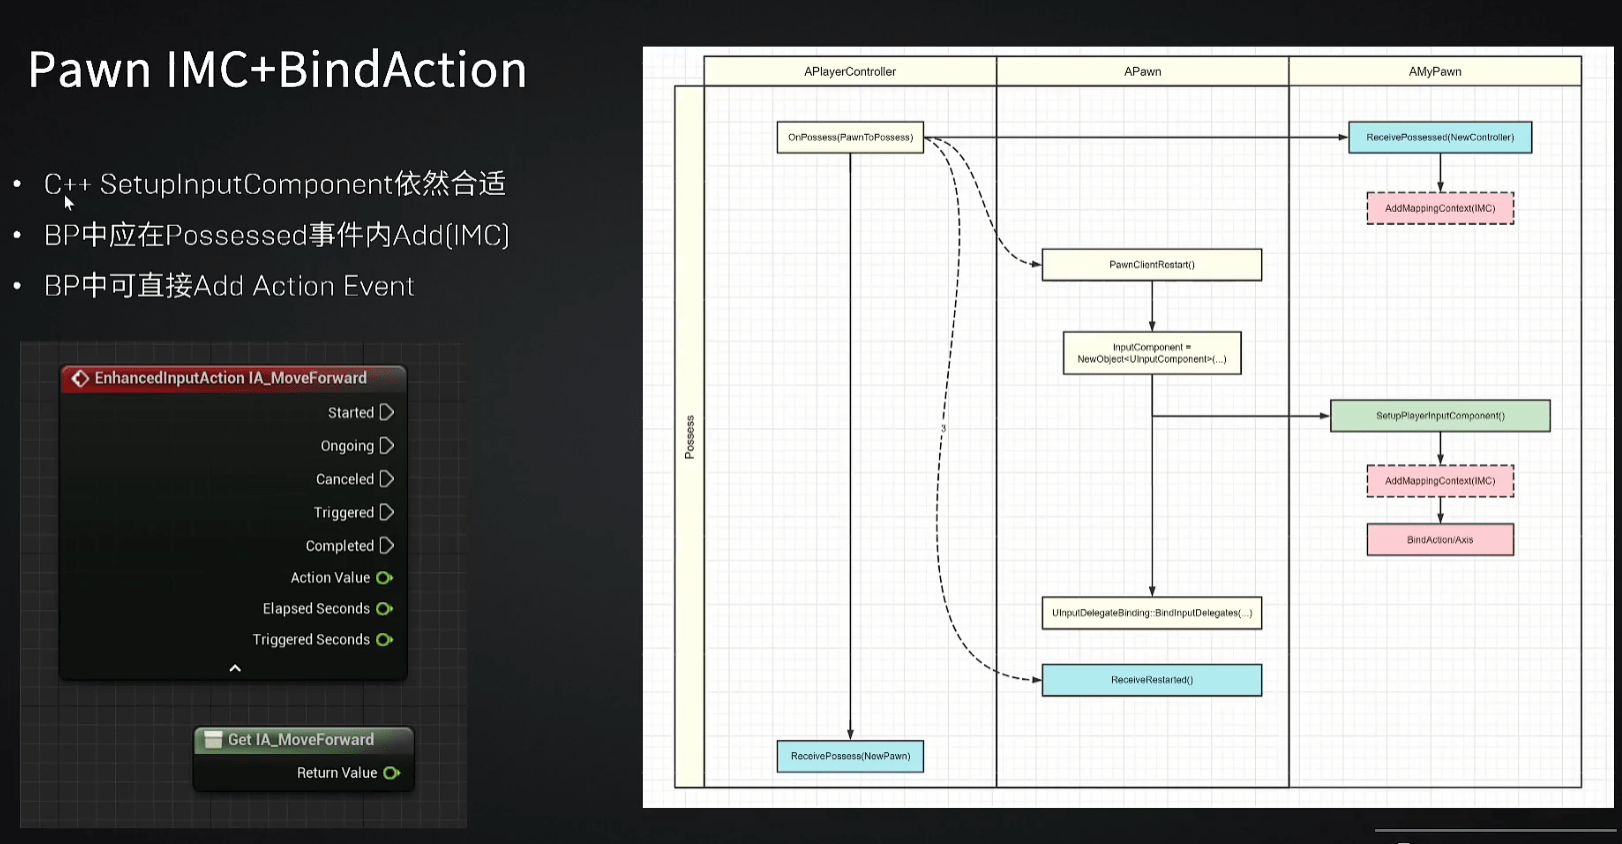 Pawn IMC+BindAction
• C++ SetupInputComponent依然合适
• BP中应在Possessed事件内Add(IMC)
• BP中可直接Add Action Event
EnhancedInputAction IA_MoveForward
Started
Ongoing
Canceled
Triggered
Completed
Action Value
Elapsed Seconds
Triggered Seconds
Get IA_MoveForward
Return Value
APlayerController
APawn
AMyPawn
Possess
OnPossess(PawnToPossess)
ReceivePossessed(NewController)
AddMappingContext(IMC)
PawnClientRestart()
InputComponent =
NewObject<UInputComponent>(...)
3
SetupPlayerInputComponent()
AddMappingContext(IMC)
BindAction/Axis
UInputDelegateBinding::BindInputDelegates(...)
ReceiveRestarted()
ReceivePossess(NewPawn)